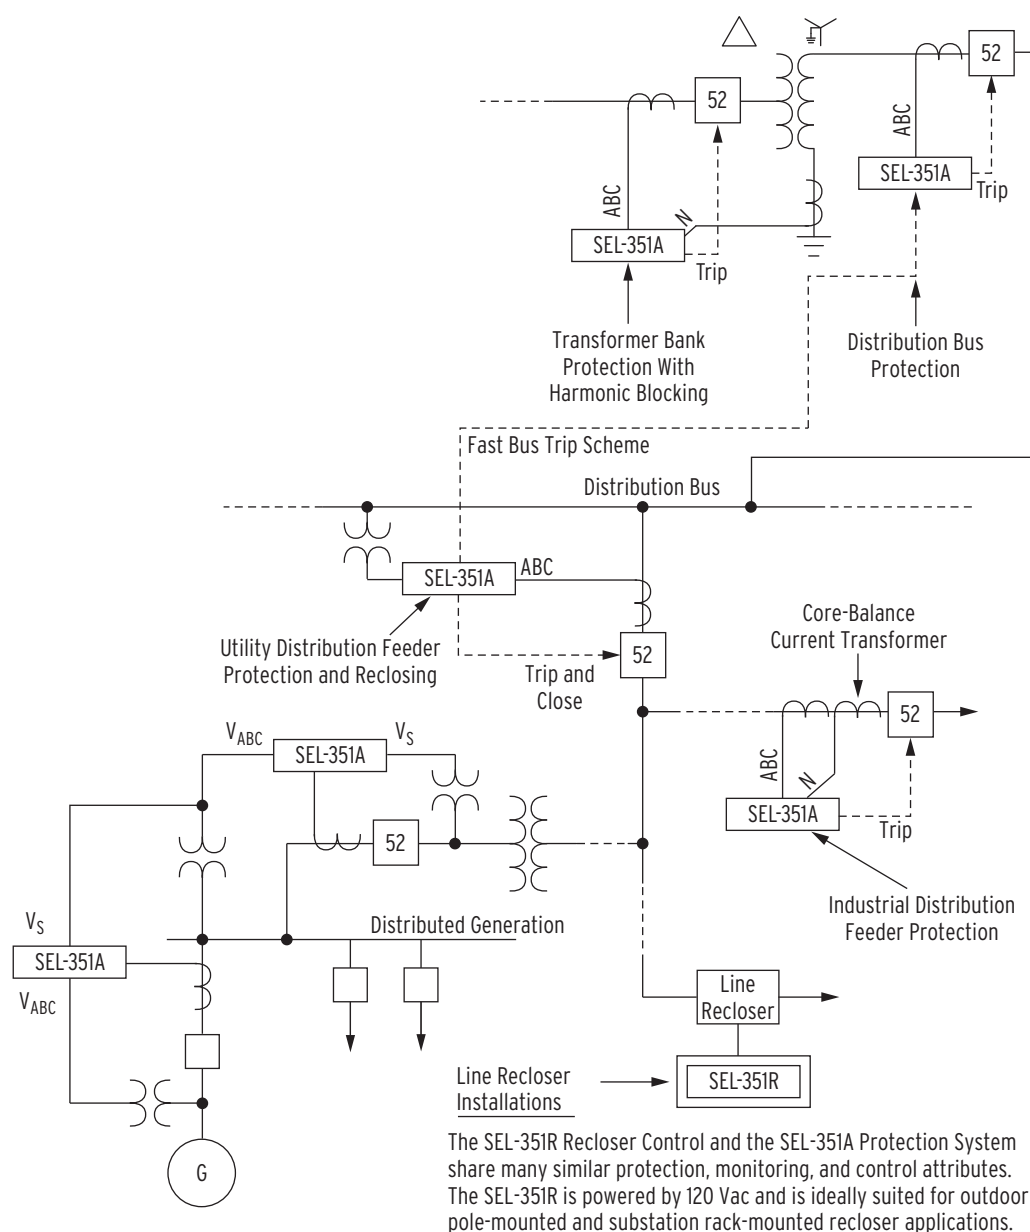 52
52
ABC
ABC
SEL-351A
Trip
N
SEL-351A
Trip
Transformer Bank
Protection With
Harmonic Blocking
Distribution Bus
Protection
Fast Bus Trip Scheme
Distribution Bus
SEL-351A
ABC
Utility Distribution Feeder
Protection and Reclosing
52
Trip and
Close
Core-Balance
Current Transformer
52
ABC
N
SEL-351A
Trip
Industrial Distribution
Feeder Protection
VABC
SEL-351A
VS
52
Distributed Generation
VS
SEL-351A
VABC
G
Line
Recloser
SEL-351R
Line Recloser
Installations
The SEL-351R Recloser Control and the SEL-351A Protection System
share many similar protection, monitoring, and control attributes.
The SEL-351R is powered by 120 Vac and is ideally suited for outdoor
pole-mounted and substation rack-mounted recloser applications.